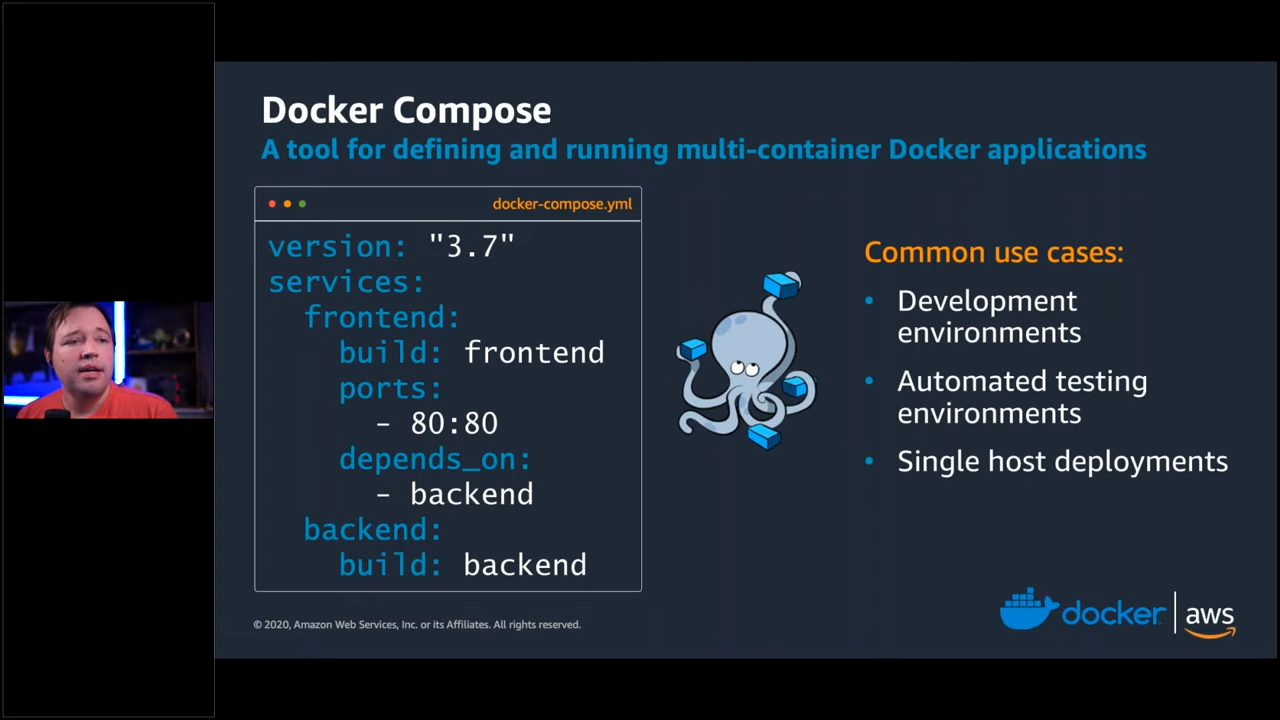 Docker Compose
A tool for defining and running multi-container Docker applications
docker-compose.yml
version: "3.7"
services:
  frontend:
    build: frontend
    ports:
      - 80:80
    depends_on:
      - backend
  backend:
    build: backend
Common use cases:
• Development
environments
• Automated testing
environments
• Single host deployments
© 2020, Amazon Web Services, Inc. or its Affiliates. All rights reserved.
docker
aws